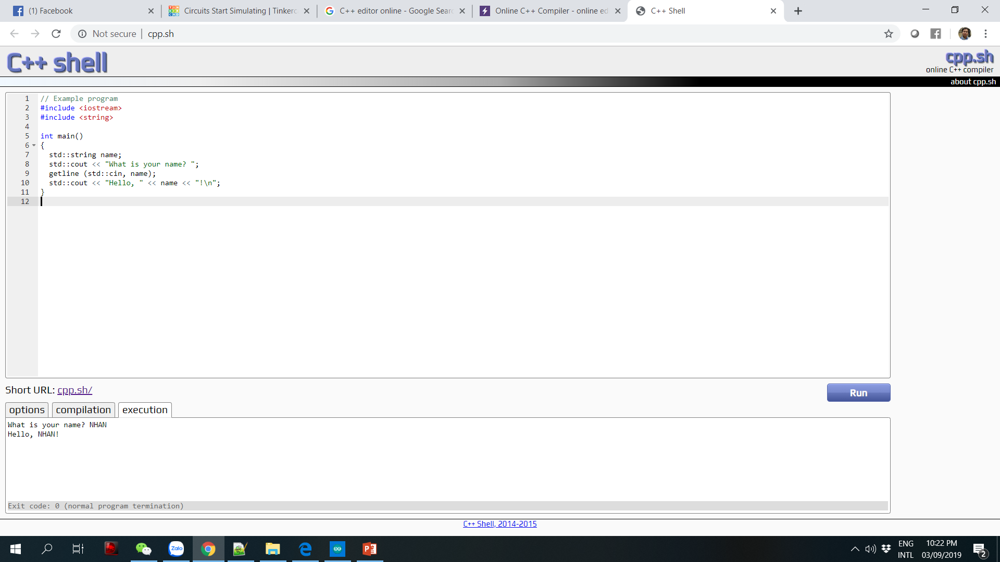 (1) Facebook
Circuits Start Simulating | Tinkerc
C++ editor online - Google Searc
Online C++ Compiler - online ed
C++ Shell
Not secure | cpp.sh
C++ shell
cpp.sh
online C++ compiler
about cpp.sh
1 // Example program
2 #include <iostream>
3 #include <string>
4
5 int main()
6 {
7 std::string name;
8 std::cout << "What is your name? ";
9 getline (std::cin, name);
10 std::cout << "Hello, " << name << "!\n";
11 }
12
Short URL: cpp.sh/
Run
options compilation execution
What is your name? NHAN
Hello, NHAN!
Exit code: 0 (normal program termination)
C++ Shell, 2014-2015
Zalo
ENG
INTL
10:22 PM
03/09/2019
2